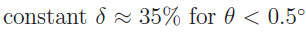 constant δ ≈ 35% for θ < 0.5°